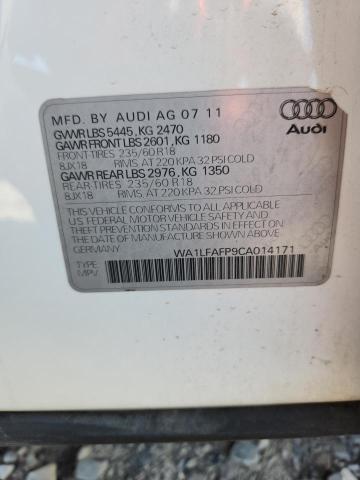 MFD. BY AUDI AG 07 11
GVWR LBS 5445, KG 2470
GAWR FRONT LBS 2601, KG 1180
FRONT-TIRES 235/60 R18
8JX18 RIMS AT 220 KPA 32 PSI COLD
GAWR REAR LBS 2976, KG 1350
REAR-TIRES 235/60 R18
8JX18 RIMS AT 220 KPA 32 PSI COLD
THIS VEHICLE CONFORMS TO ALL APPLICABLE
US. FEDERAL MOTOR VEHICLE SAFETY AND
THEFT PREVENTION STANDARDS IN EFFECT ON
THE DATE OF MANUFACTURE SHOWN ABOVE
GERMANY WA1LFAFP9CA014171
TYPE
MPV
Audi